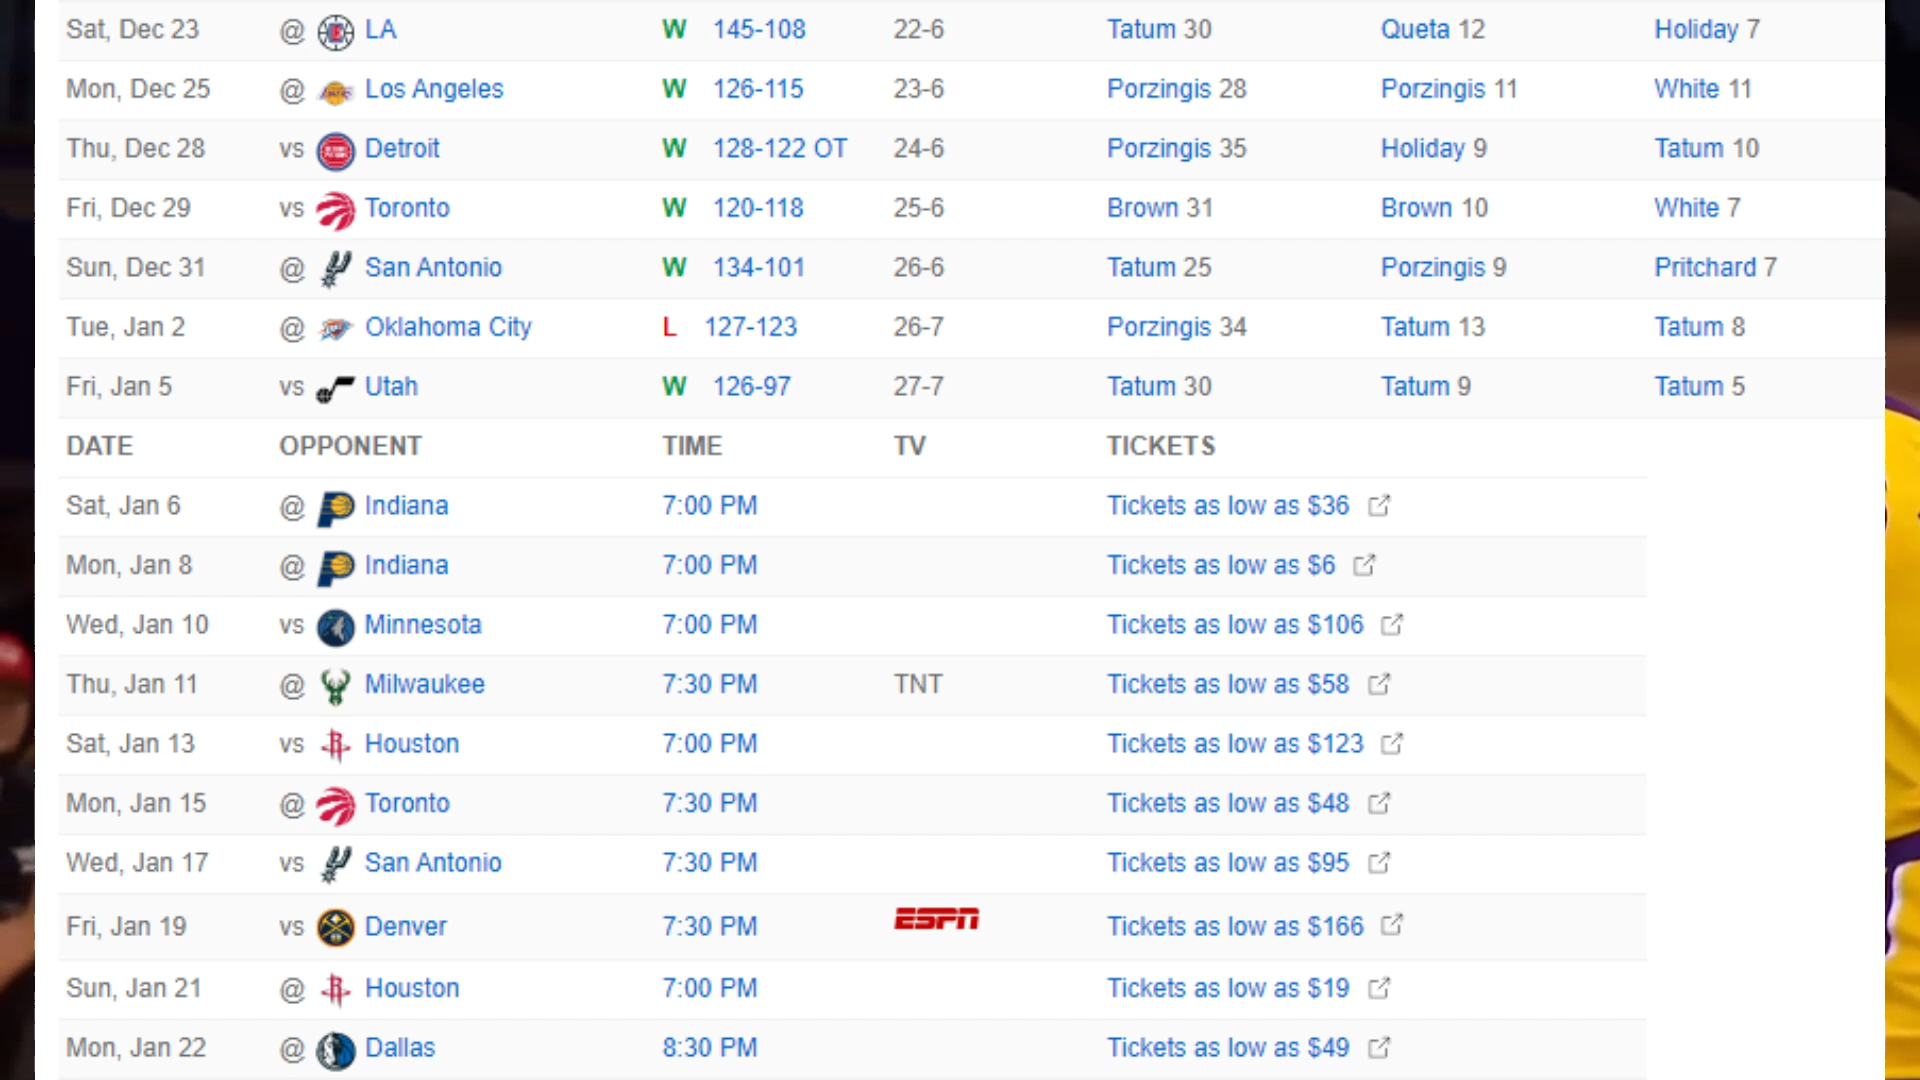 Sat, Dec 23 @ LA W 145-108 22-6 Tatum 30 Queta 12 Holiday 7
Mon, Dec 25 @ Los Angeles W 126-115 23-6 Porzingis 28 Porzingis 11 White 11
Thu, Dec 28 vs Detroit W 128-122 OT 24-6 Porzingis 35 Holiday 9 Tatum 10
Fri, Dec 29 vs Toronto W 120-118 25-6 Brown 31 Brown 10 White 7
Sun, Dec 31 @ San Antonio W 134-101 26-6 Tatum 25 Porzingis 9 Pritchard 7
Tue, Jan 2 @ Oklahoma City L 127-123 26-7 Porzingis 34 Tatum 13 Tatum 8
Fri, Jan 5 vs Utah W 126-97 27-7 Tatum 30 Tatum 9 Tatum 5
DATE OPPONENT TIME TV TICKETS
Sat, Jan 6 @ Indiana 7:00 PM Tickets as low as $36
Mon, Jan 8 @ Indiana 7:00 PM Tickets as low as $6
Wed, Jan 10 vs Minnesota 7:00 PM Tickets as low as $106
Thu, Jan 11 @ Milwaukee 7:30 PM TNT Tickets as low as $58
Sat, Jan 13 vs Houston 7:00 PM Tickets as low as $123
Mon, Jan 15 @ Toronto 7:30 PM Tickets as low as $48
Wed, Jan 17 vs San Antonio 7:30 PM Tickets as low as $95
Fri, Jan 19 vs Denver 7:30 PM ESPN Tickets as low as $166
Sun, Jan 21 @ Houston 7:00 PM Tickets as low as $19
Mon, Jan 22 @ Dallas 8:30 PM Tickets as low as $49